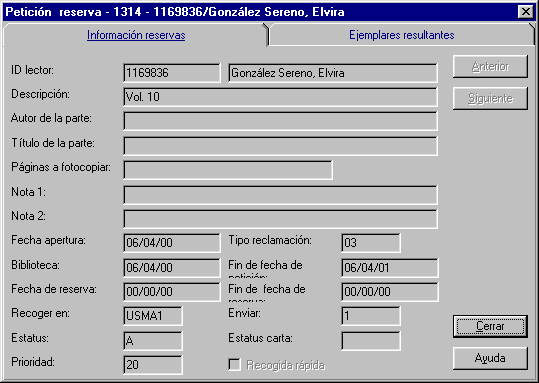 Petición reserva - 1314 - 1169836/González Sereno, Elvira
Información reservas Ejemplares resultantes
ID lector: 1169836 González Sereno, Elvira Anterior
Descripción: Vol. 10 Siguiente
Autor de la parte:
Título de la parte:
Páginas a fotocopiar:
Nota 1:
Nota 2:
Fecha apertura: 06/04/00 Tipo reclamación: 03
Biblioteca: 06/04/00 Fin de fecha de petición: 06/04/01
Fecha de reserva: 00/00/00 Fin de fecha de reserva: 00/00/00
Recoger en: USMA1 Enviar: 1
Estatus: A Estatus carta: Cerrar
Prioridad: 20 Recogida rápida Ayuda